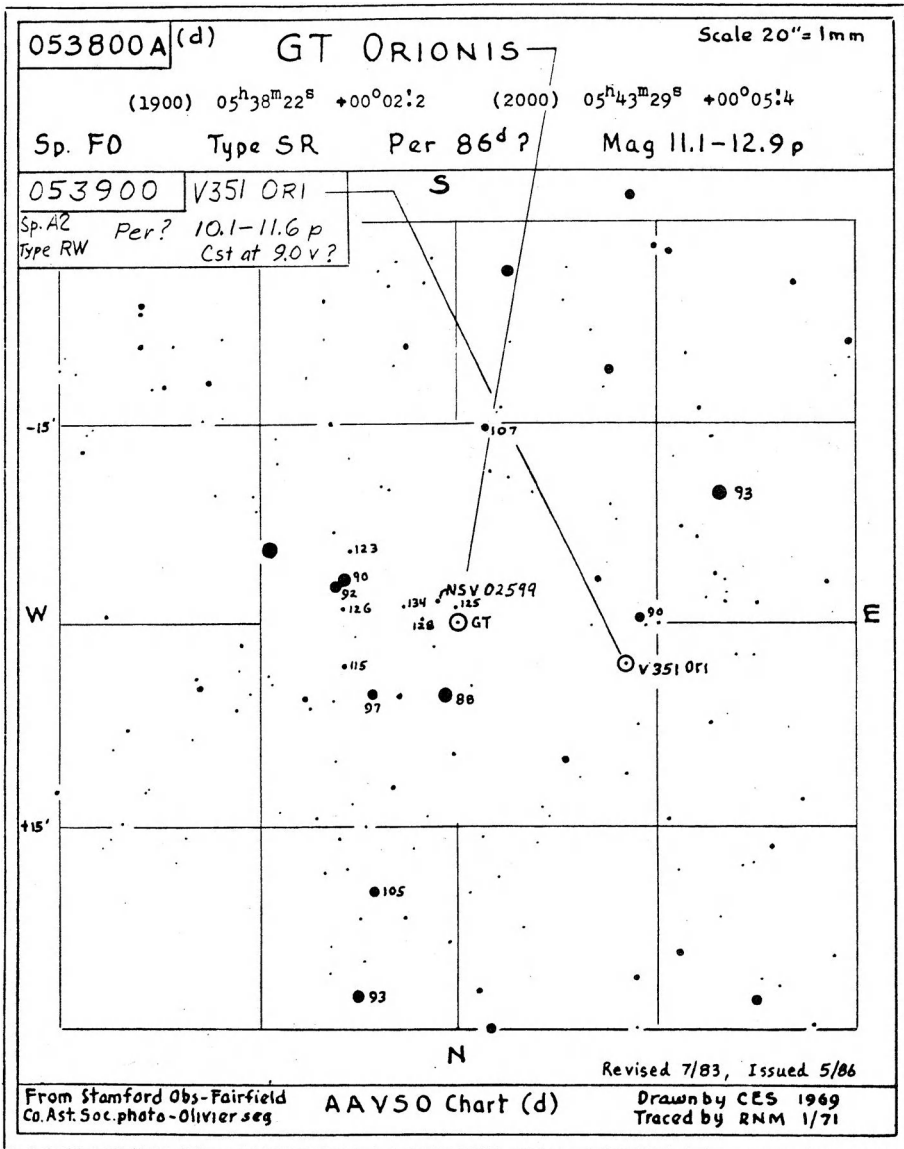 053800A (d) GT ORIONIS Scale 20"=1mm
(1900) 05ʰ38ᵐ22ˢ +00°02!2 (2000) 05ʰ43ᵐ29ˢ +00°05!4
Sp. F0 Type SR Per 86ᵈ? Mag 11.1-12.9 p
053900 V351 ORI
Sp. A2 Per? 10.1-11.6 p
Type RW Cst at 9.0 v?
S
-15'
107
93
123
90
92
NSV 02599
126
134
125
W
128
GT
90
E
115
V351 Ori
97
88
+15'
105
93
N
Revised 7/83, Issued 5/86
From Stamford Obs-Fairfield
Co. Ast. Soc. photo-Olivier seg
AAVSO Chart (d)
Drawn by CES 1969
Traced by RNM 1/71